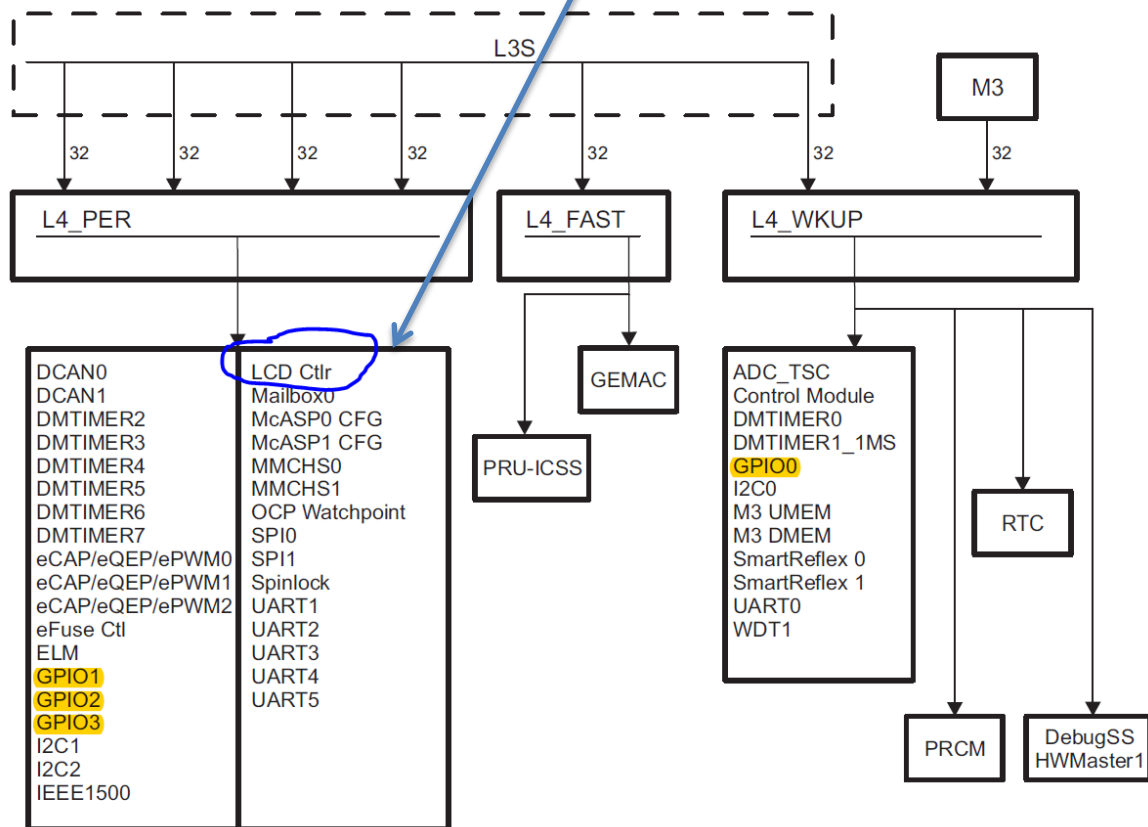 L3S
M3
32
32
32
32
32
32
32
L4_PER
L4_FAST
L4_WKUP
DCAN0
DCAN1
DMTIMER2
DMTIMER3
DMTIMER4
DMTIMER5
DMTIMER6
DMTIMER7
eCAP/eQEP/ePWM0
eCAP/eQEP/ePWM1
eCAP/eQEP/ePWM2
eFuse Ctl
ELM
GPIO1
GPIO2
GPIO3
I2C1
I2C2
IEEE1500
LCD Ctlr
Mailbox0
McASP0 CFG
McASP1 CFG
MMCHS0
MMCHS1
OCP Watchpoint
SPI0
SPI1
Spinlock
UART1
UART2
UART3
UART4
UART5
PRU-ICSS
GEMAC
ADC_TSC
Control Module
DMTIMER0
DMTIMER1_1MS
GPIO0
I2C0
M3 UMEM
M3 DMEM
SmartReflex 0
SmartReflex 1
UART0
WDT1
RTC
PRCM
DebugSS
HWMaster1